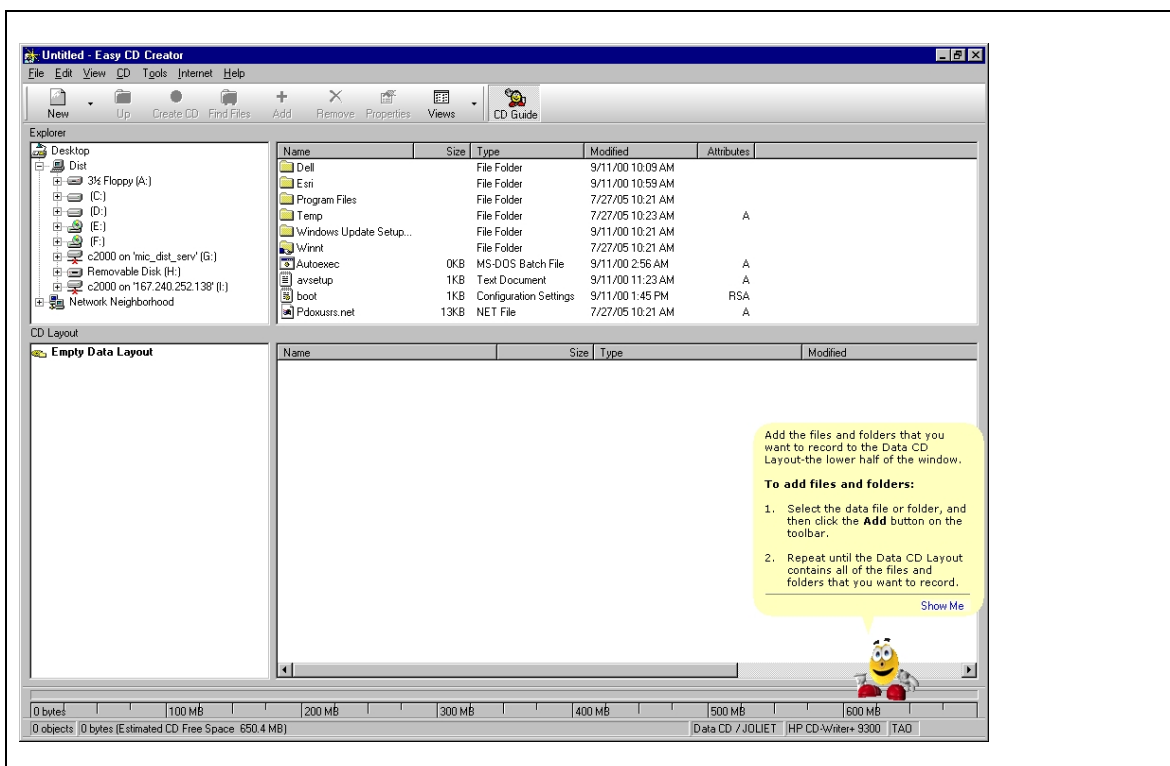 Untitled - Easy CD Creator
File Edit View CD Tools Internet Help
New Up Create CD Find Files Add Remove Properties Views CD Guide
Explorer
Desktop
Dist
3½ Floppy (A:)
(C:)
(D:)
(E:)
(F:)
c2000 on 'mic_dist_serv' (G:)
Removable Disk (H:)
c2000 on '167.240.252.138' (I:)
Network Neighborhood
Name Size Type Modified Attributes
Dell File Folder 9/11/00 10:09 AM
Esri File Folder 9/11/00 10:59 AM
Program Files File Folder 7/27/05 10:21 AM
Temp File Folder 7/27/05 10:23 AM A
Windows Update Setup... File Folder 9/11/00 10:21 AM
Winnt File Folder 7/27/05 10:21 AM
Autoexec 0KB MS-DOS Batch File 9/11/00 2:56 AM A
avsetup 1KB Text Document 9/11/00 11:23 AM A
boot 1KB Configuration Settings 9/11/00 1:45 PM RSA
Pdoxusrs.net 13KB NET File 7/27/05 10:21 AM A
CD Layout
Empty Data Layout
Name Size Type Modified
Add the files and folders that you
want to record to the Data CD
Layout-the lower half of the window.
To add files and folders:
1. Select the data file or folder, and
then click the Add button on the
toolbar.
2. Repeat until the Data CD Layout
contains all of the files and
folders that you want to record.
Show Me
0 bytes 100 MB 200 MB 300 MB 400 MB 500 MB 600 MB
0 objects 0 bytes (Estimated CD Free Space 650.4 MB) Data CD / JOLIET HP CD-Writer+ 9300 TAO